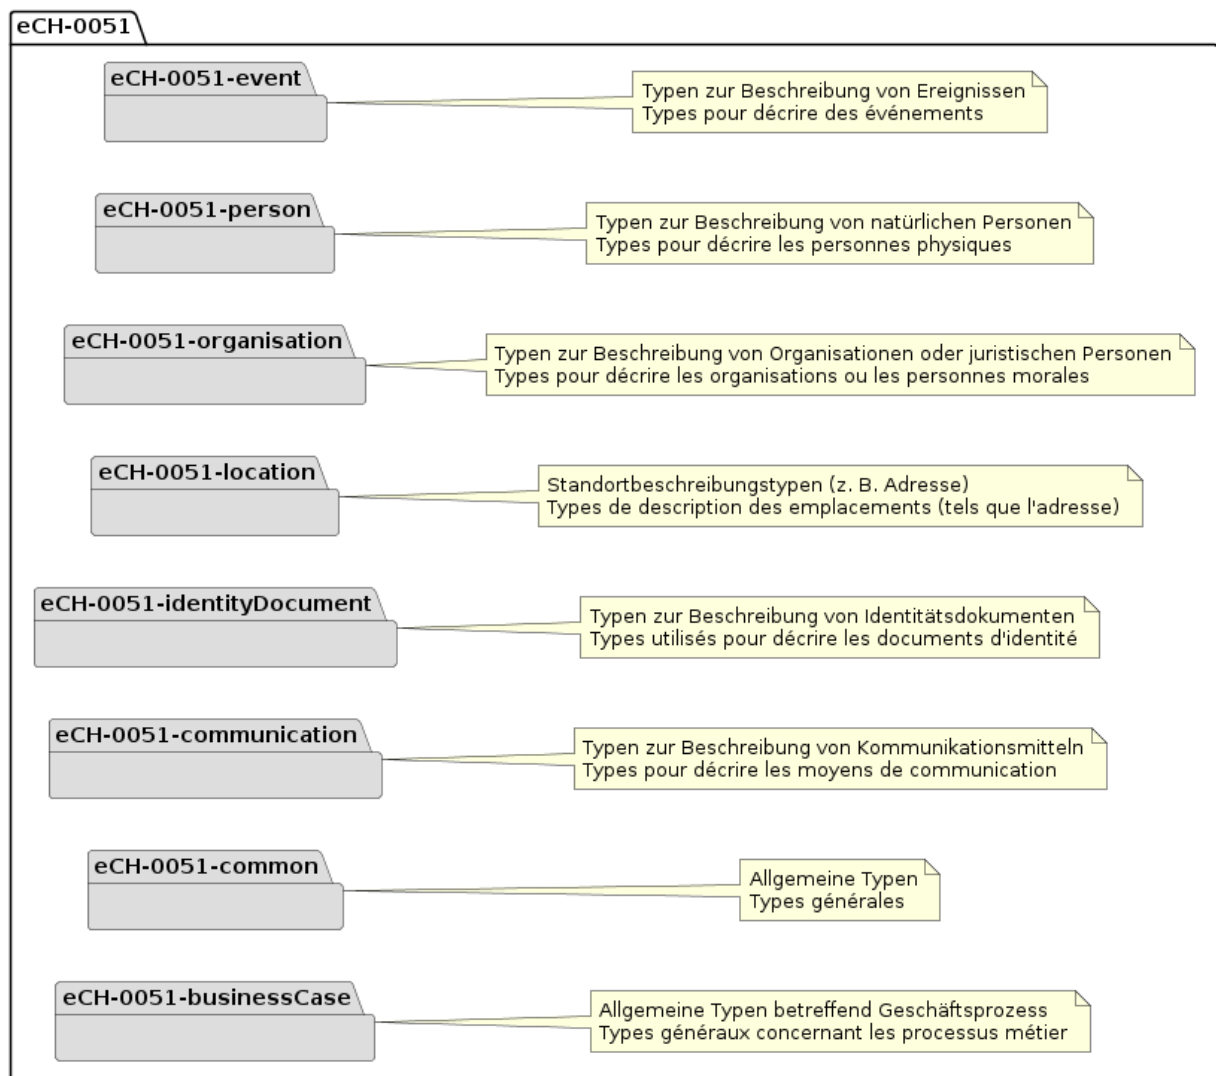 eCH-0051
eCH-0051-event
Typen zur Beschreibung von Ereignissen
Types pour décrire des événements
eCH-0051-person
Typen zur Beschreibung von natürlichen Personen
Types pour décrire les personnes physiques
eCH-0051-organisation
Typen zur Beschreibung von Organisationen oder juristischen Personen
Types pour décrire les organisations ou les personnes morales
eCH-0051-location
Standortbeschreibungstypen (z. B. Adresse)
Types de description des emplacements (tels que l'adresse)
eCH-0051-identityDocument
Typen zur Beschreibung von Identitätsdokumenten
Types utilisés pour décrire les documents d'identité
eCH-0051-communication
Typen zur Beschreibung von Kommunikationsmitteln
Types pour décrire les moyens de communication
eCH-0051-common
Allgemeine Typen
Types générales
eCH-0051-businessCase
Allgemeine Typen betreffend Geschäftsprozess
Types généraux concernant les processus métier